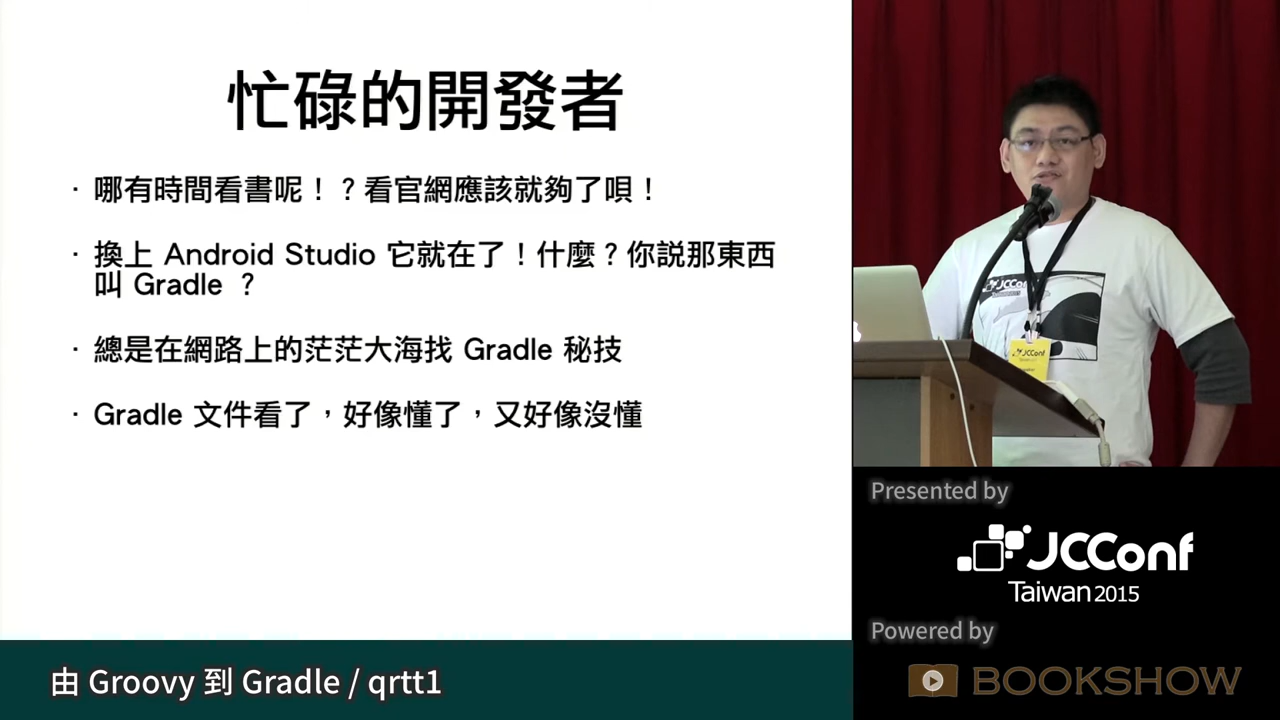 忙碌的開發者
· 哪有時間看書呢！？看官網應該就夠了唄！
· 換上 Android Studio 它就在了！什麼？你説那東西
叫 Gradle ？
· 總是在網路上的茫茫大海找 Gradle 秘技
· Gradle 文件看了，好像懂了，又好像沒懂
JCConf
JCConf
Presented by
JCConf
Taiwan 2015
Powered by
BOOKSHOW
由 Groovy 到 Gradle / qrtt1